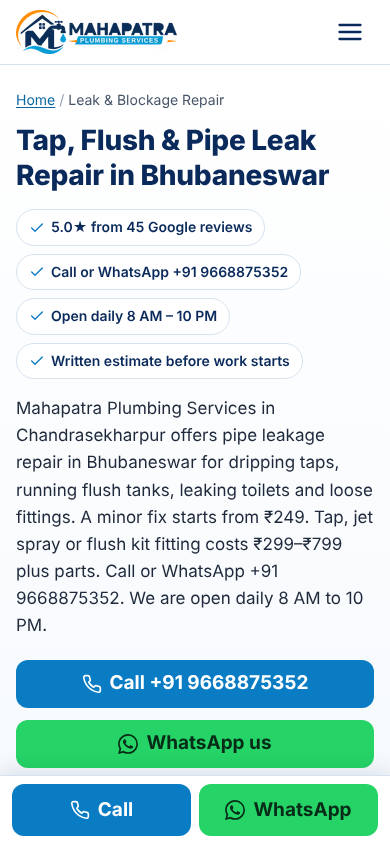 MAHAPATRA
PLUMBING SERVICES
Home / Leak & Blockage Repair
Tap, Flush & Pipe Leak
Repair in Bhubaneswar
5.0★ from 45 Google reviews
Call or WhatsApp +91 9668875352
Open daily 8 AM – 10 PM
Written estimate before work starts
Mahapatra Plumbing Services in
Chandrasekharpur offers pipe leakage
repair in Bhubaneswar for dripping taps,
running flush tanks, leaking toilets and loose
fittings. A minor fix starts from ₹249. Tap, jet
spray or flush kit fitting costs ₹299–₹799
plus parts. Call or WhatsApp +91
9668875352. We are open daily 8 AM to 10
PM.
Call +91 9668875352
WhatsApp us
Call
WhatsApp